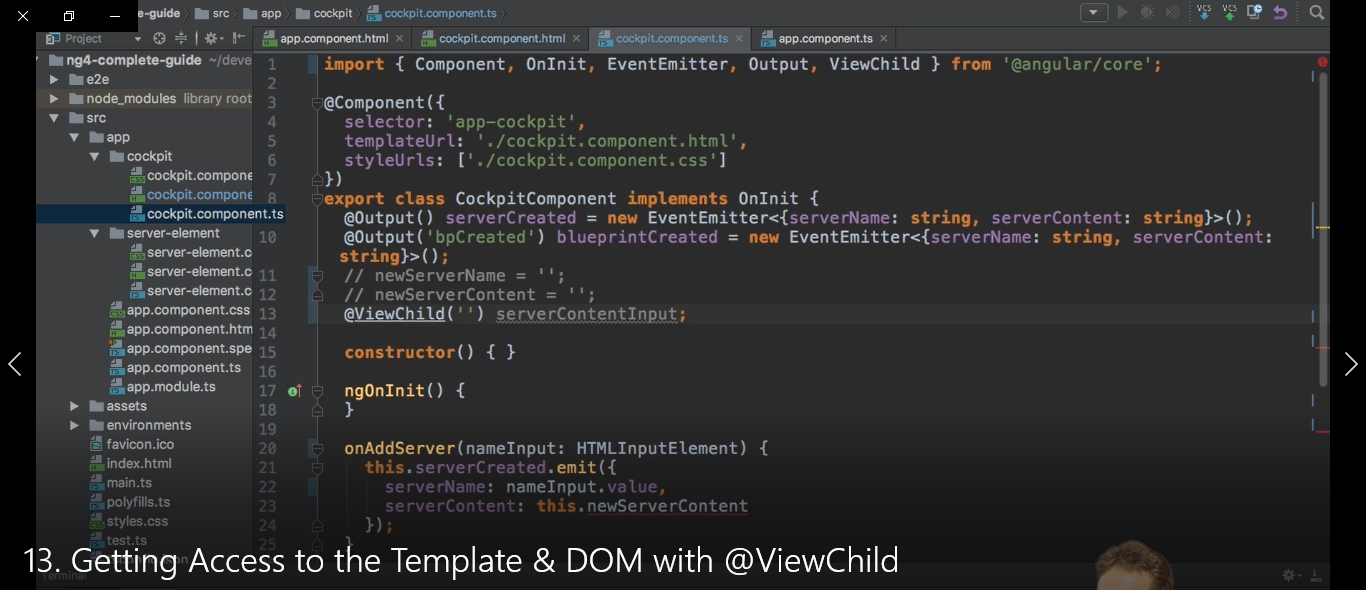 e-guide src app cockpit cockpit.component.ts
VCS VCS
Project
app.component.html cockpit.component.html cockpit.component.ts app.component.ts
ng4-complete-guide ~/deve
e2e
node_modules library root
src
app
cockpit
cockpit.compone
cockpit.compone
cockpit.component.ts
server-element
server-element.c
server-element.c
server-element.c
app.component.css
app.component.htm
app.component.spe
app.component.ts
app.module.ts
assets
environments
favicon.ico
index.html
main.ts
polyfills.ts
styles.css
test.ts
Terminal
1 import { Component, OnInit, EventEmitter, Output, ViewChild } from '@angular/core';
2
3 @Component({
4 selector: 'app-cockpit',
5 templateUrl: './cockpit.component.html',
6 styleUrls: ['./cockpit.component.css']
7 })
8 export class CockpitComponent implements OnInit {
9 @Output() serverCreated = new EventEmitter<{serverName: string, serverContent: string}>();
10 @Output('bpCreated') blueprintCreated = new EventEmitter<{serverName: string, serverContent:
string}>();
11 // newServerName = '';
12 // newServerContent = '';
13 @ViewChild('') serverContentInput;
14
15 constructor() { }
16
17 ngOnInit() {
18 }
19
20 onAddServer(nameInput: HTMLInputElement) {
21 this.serverCreated.emit({
22 serverName: nameInput.value,
23 serverContent: this.newServerContent
24 });
25 }
13. Getting Access to the Template & DOM with @ViewChild